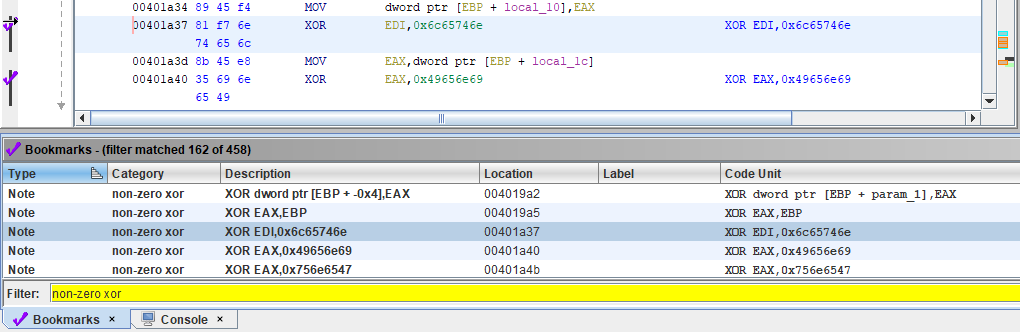 00401a34 89 45 f4 MOV dword ptr [EBP + local_10],EAX
00401a37 81 f7 6e XOR EDI,0x6c65746e XOR EDI,0x6c65746e
74 65 6c
00401a3d 8b 45 e8 MOV EAX,dword ptr [EBP + local_1c]
00401a40 35 69 6e XOR EAX,0x49656e69 XOR EAX,0x49656e69
65 49
Bookmarks - (filter matched 162 of 458)
Type Category Description Location Label Code Unit
Note non-zero xor XOR dword ptr [EBP + -0x4],EAX 004019a2 XOR dword ptr [EBP + param_1],EAX
Note non-zero xor XOR EAX,EBP 004019a5 XOR EAX,EBP
Note non-zero xor XOR EDI,0x6c65746e 00401a37 XOR EDI,0x6c65746e
Note non-zero xor XOR EAX,0x49656e69 00401a40 XOR EAX,0x49656e69
Note non-zero xor XOR EAX,0x756e6547 00401a4b XOR EAX,0x756e6547
Filter: non-zero xor
Bookmarks × Console ×